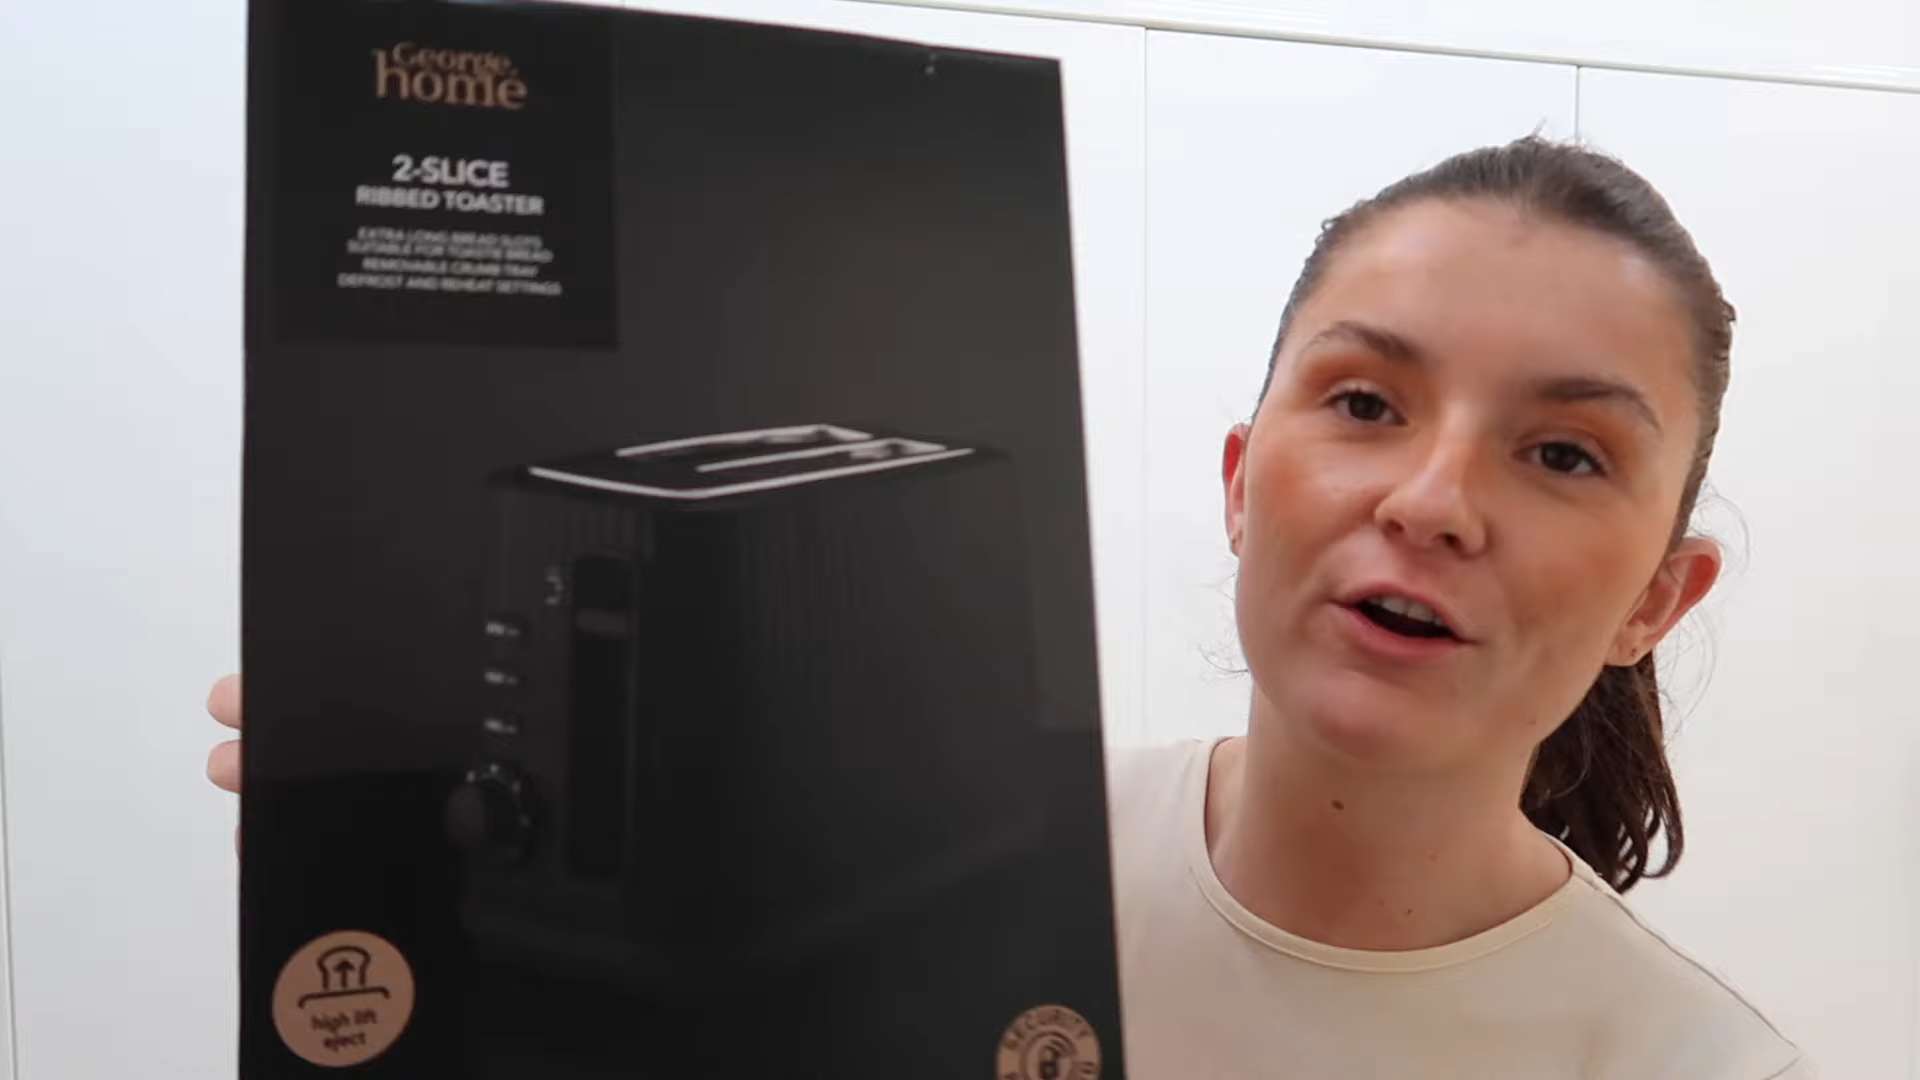 George.
home
2-SLICE
RIBBED TOASTER
EXTRA LONG BREAD SLOTS
SUITABLE FOR TOASTIE BREAD
REMOVABLE CRUMB TRAY
DEFROST AND REHEAT SETTINGS
high lift
eject
SECURITY